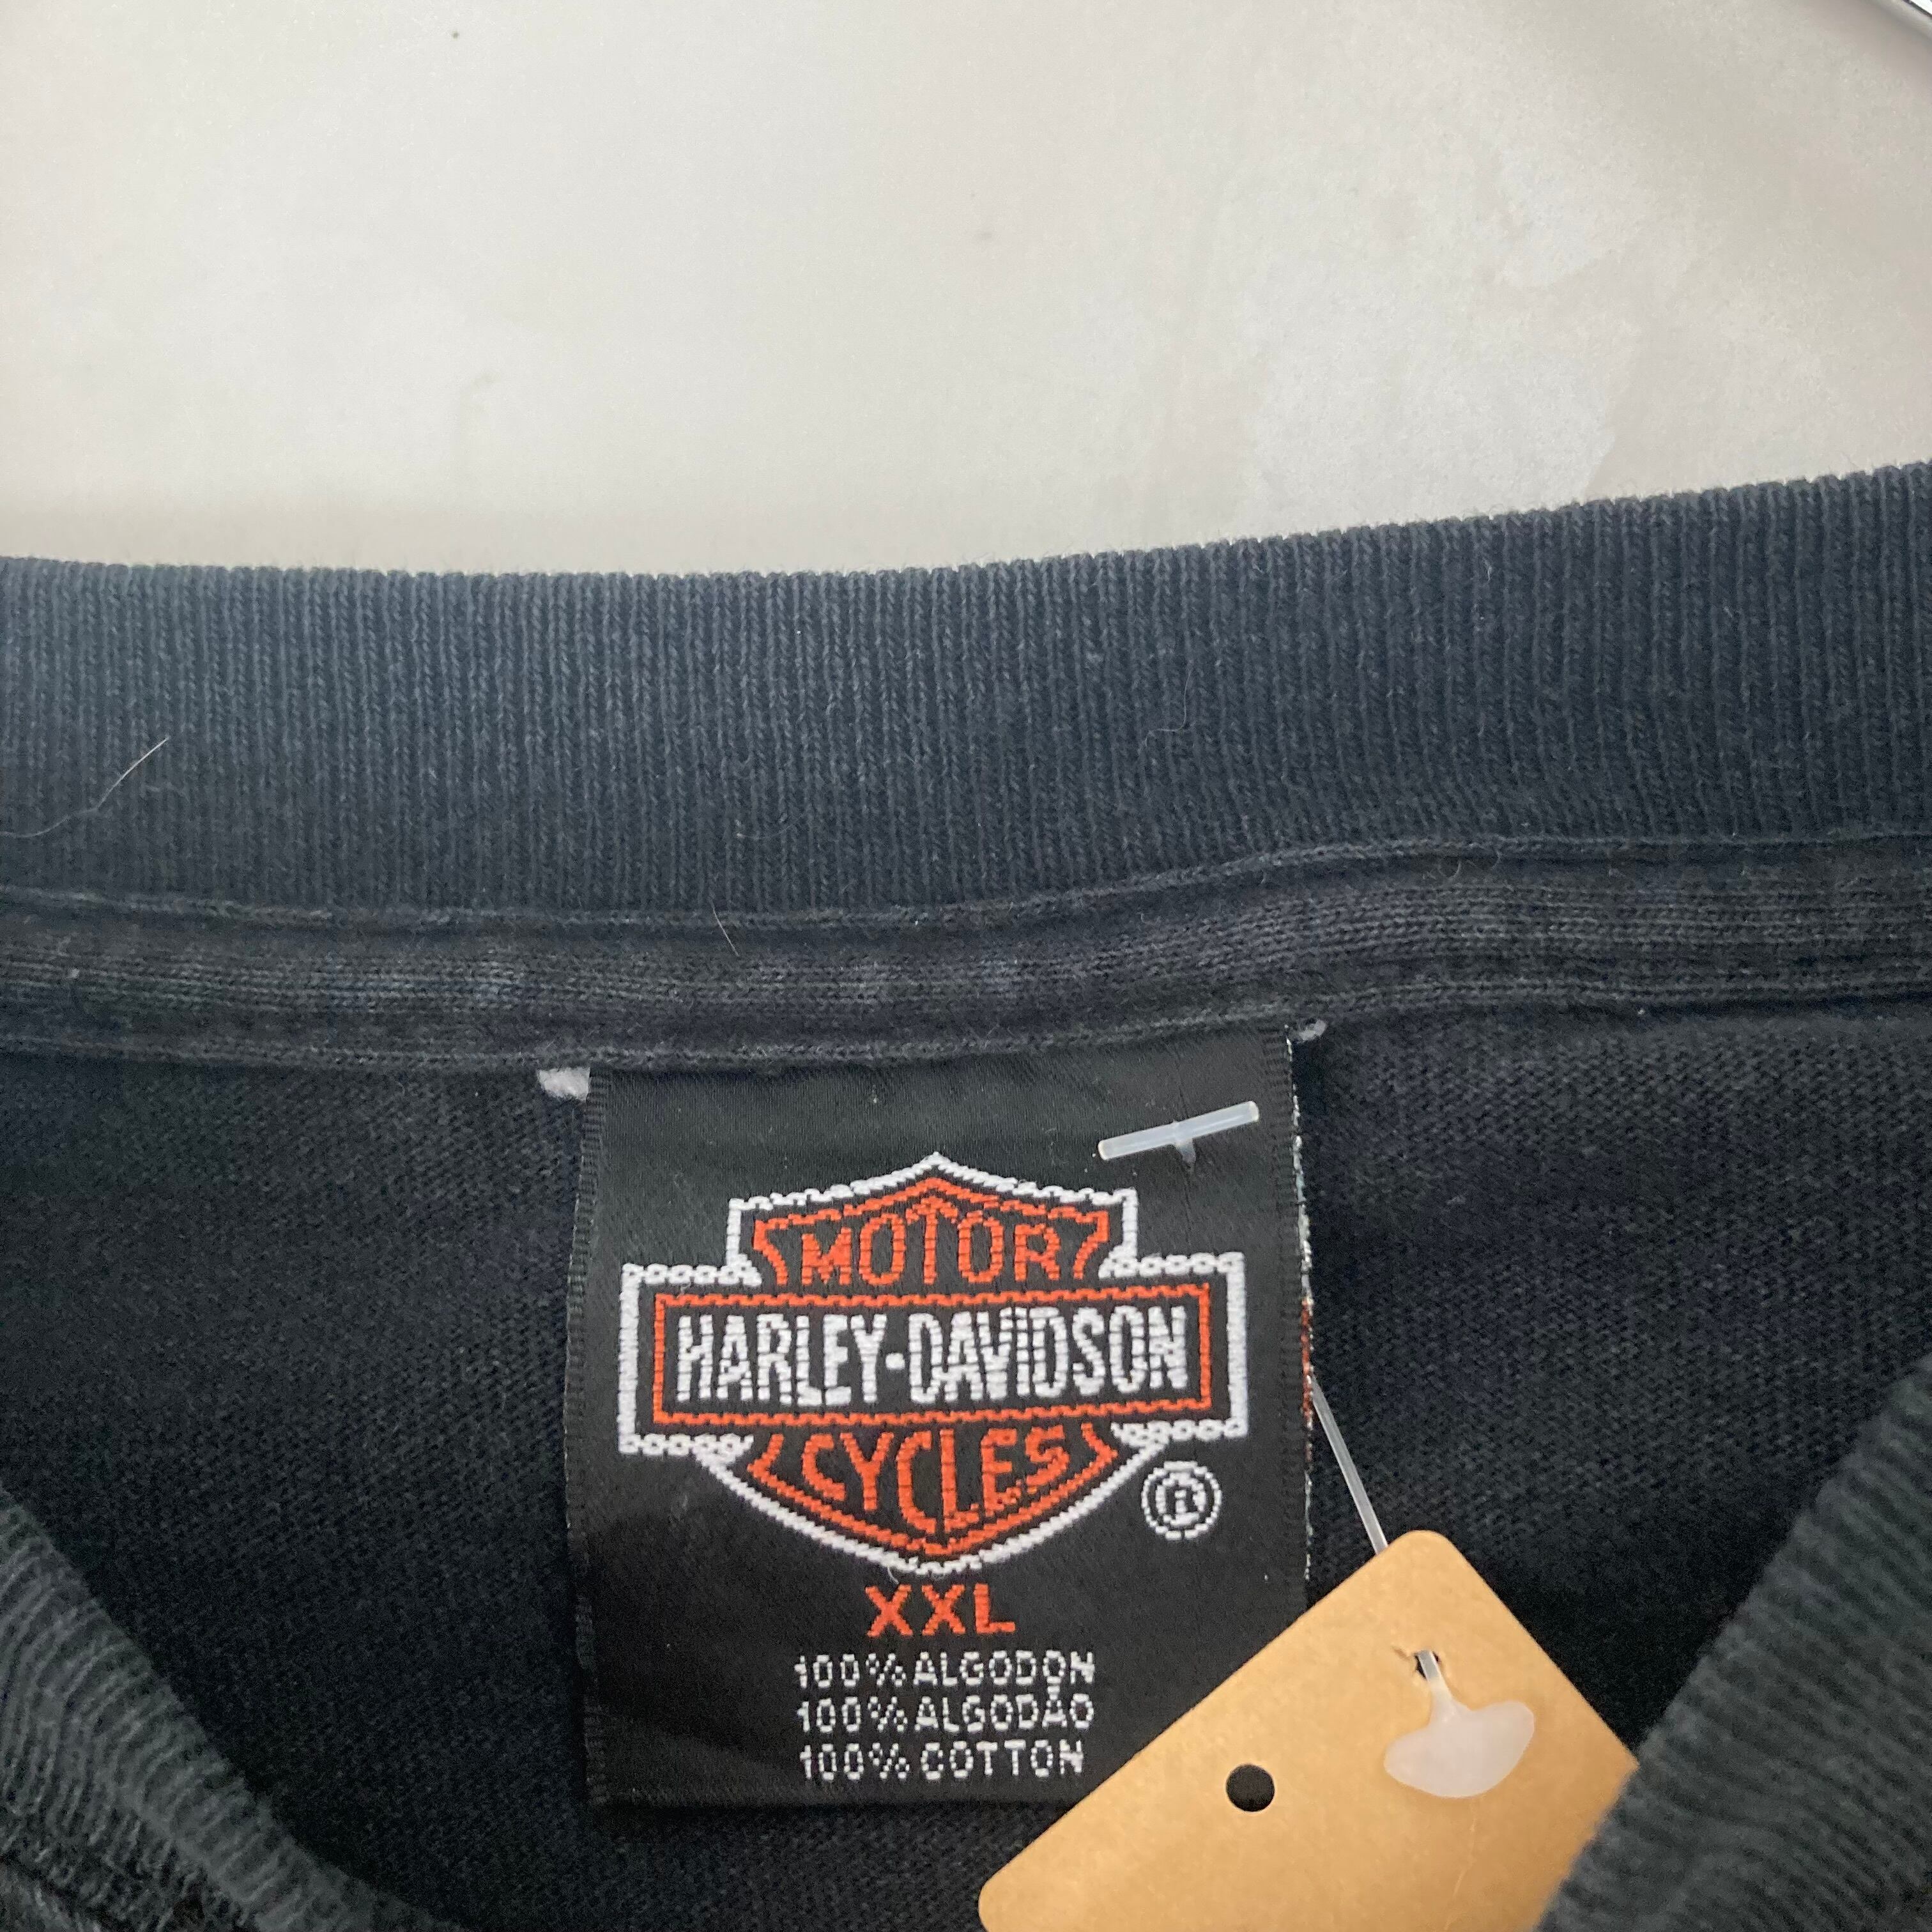 MOTOR
HARLEY-DAVIDSON
CYCLES
®
XXL
100% ALGODON
100% ALGODÃO
100% COTTON